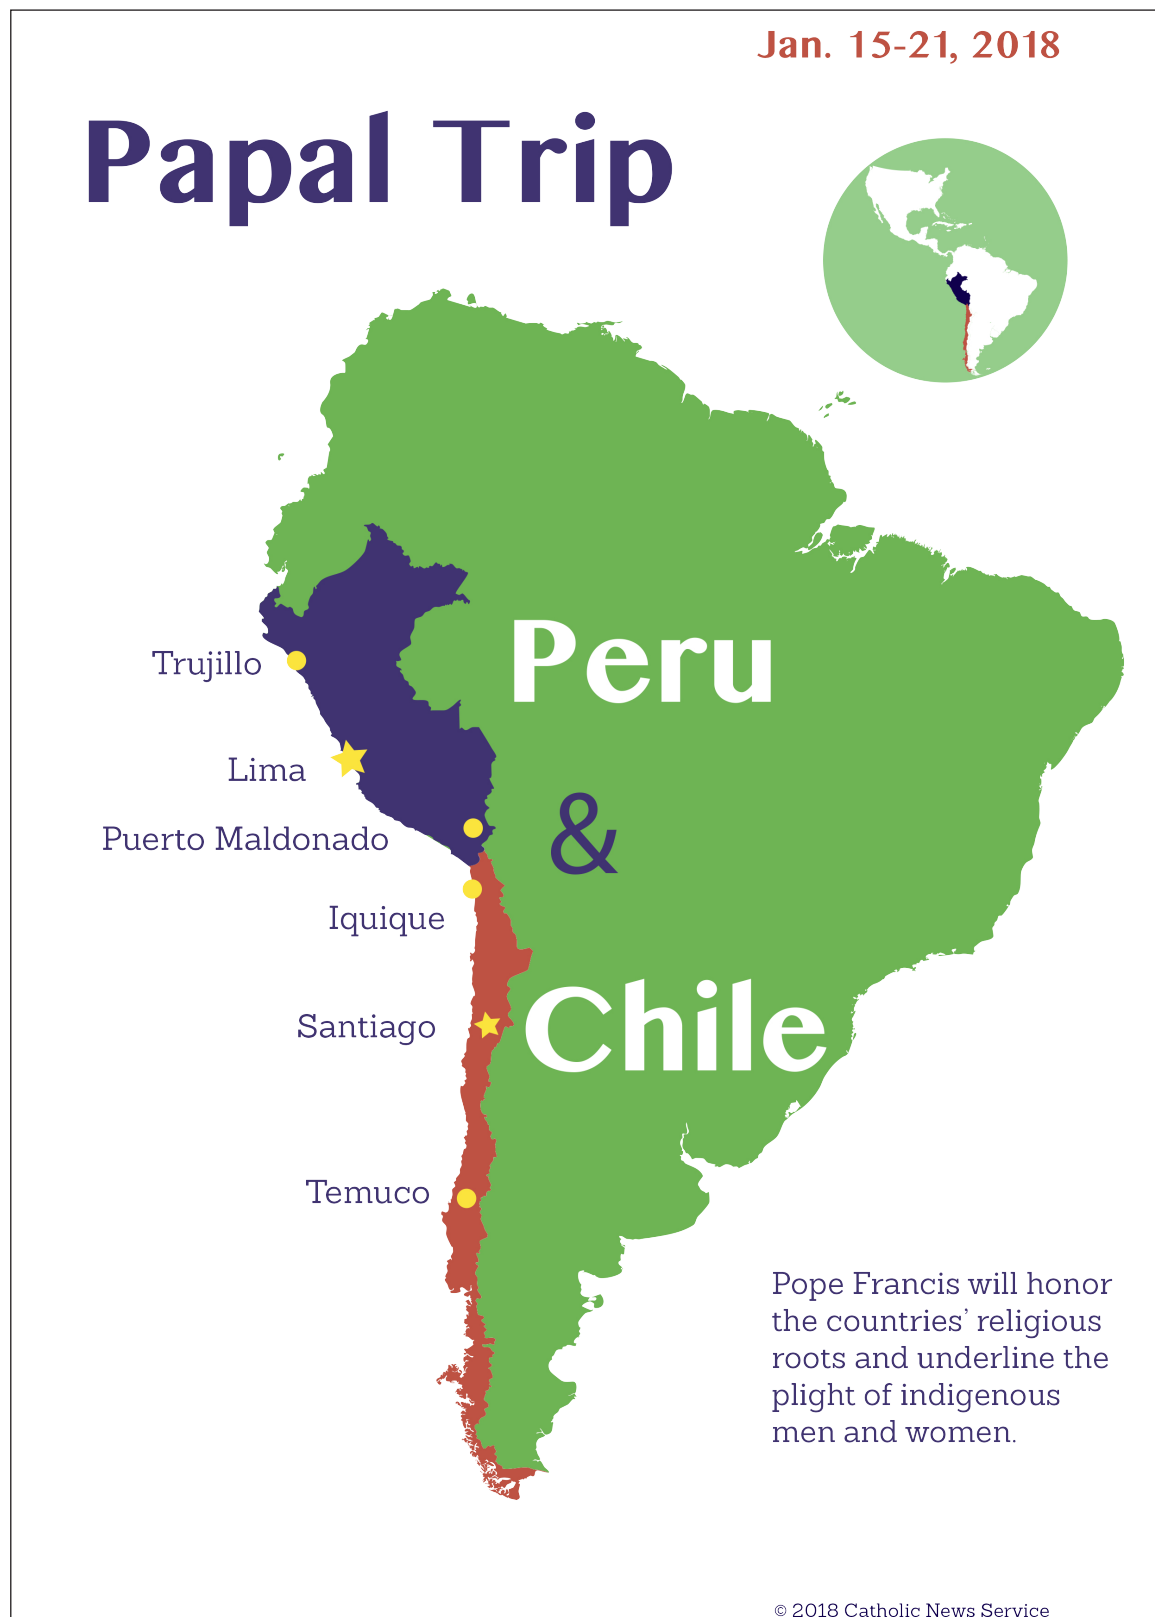 Jan. 15-21, 2018
Papal Trip
Peru
Trujillo
Lima
&
Puerto Maldonado
Iquique
Chile
Santiago
Temuco
Pope Francis will honor
the countries’ religious
roots and underline the
plight of indigenous
men and women.
© 2018 Catholic News Service